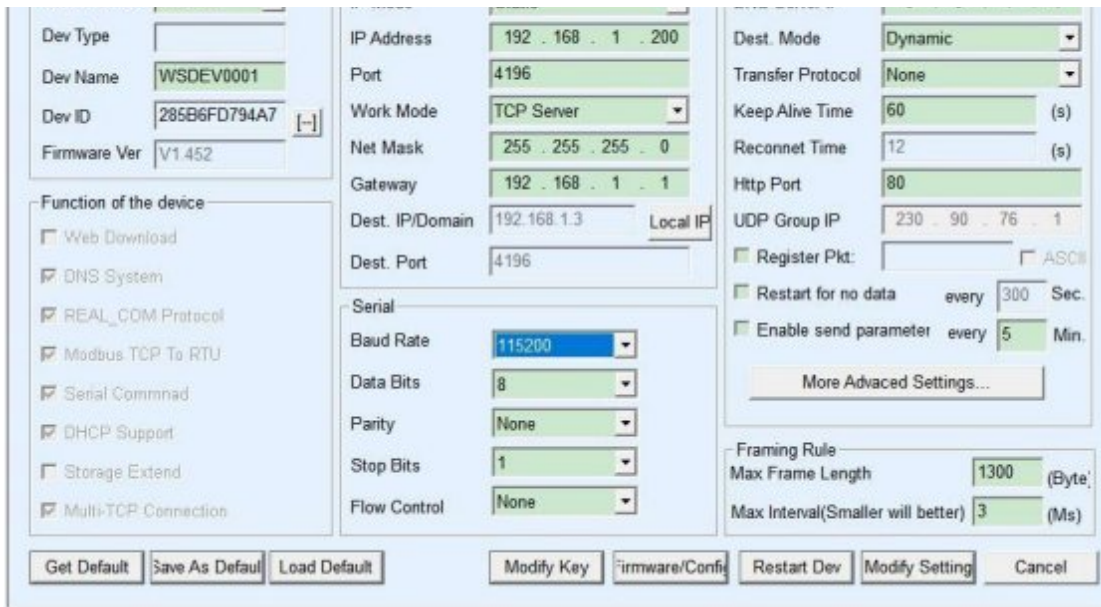 Dev Type
Dev Name WSDEV0001
Dev ID 285B6FD794A7 [--]
Firmware Ver V1.452
Function of the device
Web Download
DNS System
REAL_COM Protocol
Modbus TCP To RTU
Serial Commnad
DHCP Support
Storage Extend
Multi-TCP Connection
IP Address 192 . 168 . 1 . 200
Port 4196
Work Mode TCP Server
Net Mask 255 . 255 . 255 . 0
Gateway 192 . 168 . 1 . 1
Dest. IP/Domain 192.168.1.3 Local IP
Dest. Port 4196
Serial
Baud Rate 115200
Data Bits 8
Parity None
Stop Bits 1
Flow Control None
Dest. Mode Dynamic
Transfer Protocol None
Keep Alive Time 60 (s)
Reconnet Time 12 (s)
Http Port 80
UDP Group IP 230 . 90 . 76 . 1
Register Pkt: ASCII
Restart for no data every 300 Sec.
Enable send parameter every 5 Min.
More Advaced Settings...
Framing Rule
Max Frame Length 1300 (Byte)
Max Interval(Smaller will better) 3 (Ms)
Get Default Save As Defaul Load Default Modify Key Firmware/Config Restart Dev Modify Setting Cancel